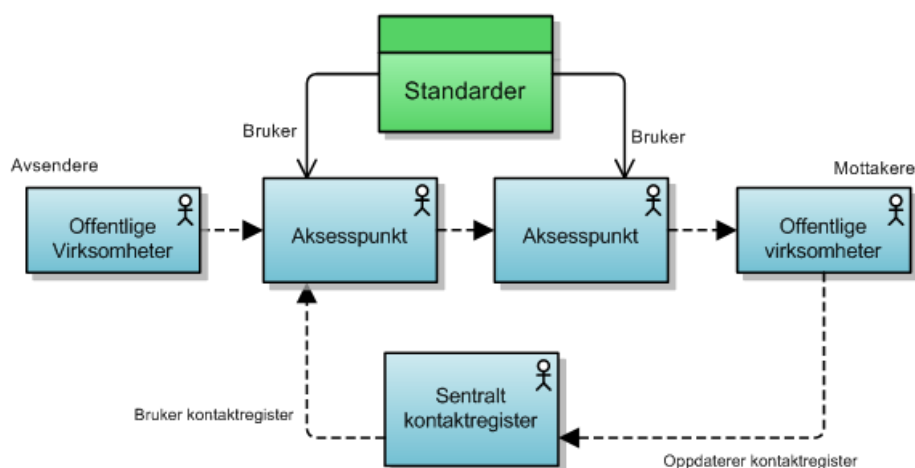 Standarder
Bruker
Bruker
Avsendere
Mottakere
Offentlige
Virksomheter
Aksesspunkt
Aksesspunkt
Offentlige
virksomheter
Sentralt
kontaktregister
Bruker kontaktregister
Oppdaterer kontaktregister